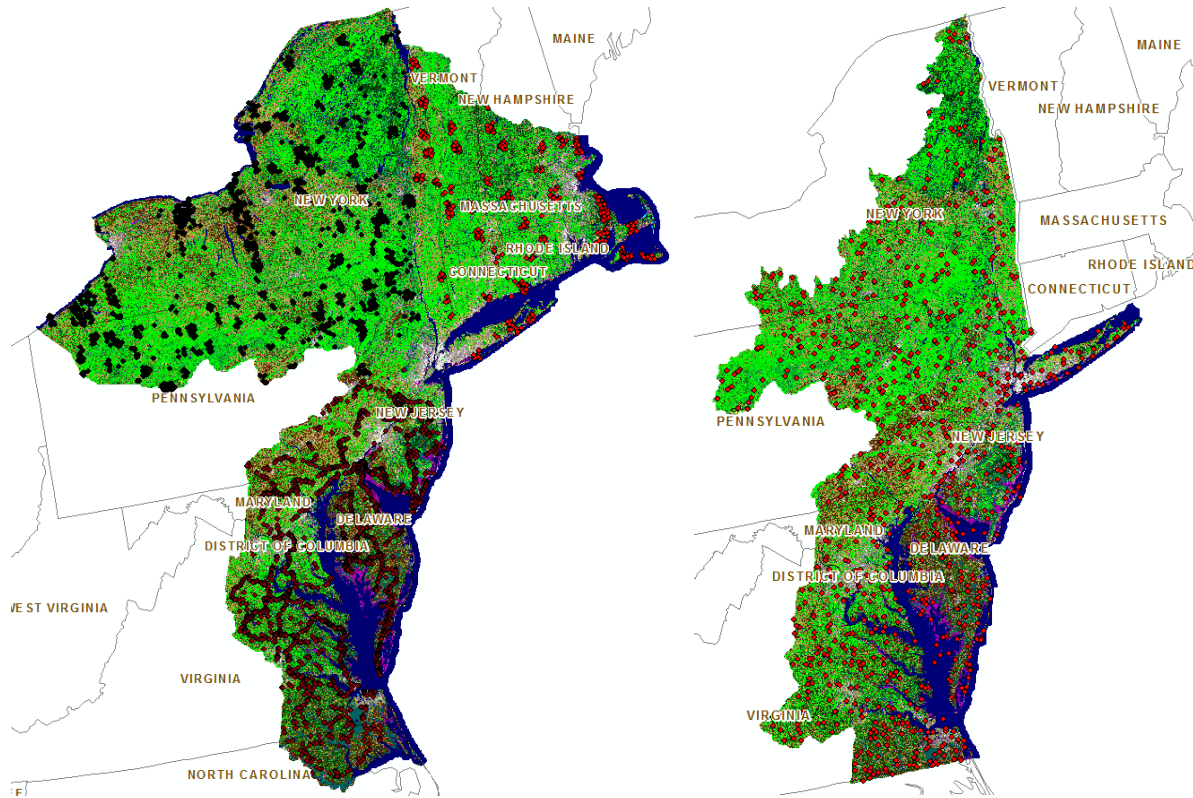 MAINE
VERMONT
NEW HAMPSHIRE
NEW YORK
MASSACHUSETTS
RHODE ISLAND
CONNECTICUT
PENNSYLVANIA
NEW JERSEY
MARYLAND
DELAWARE
DISTRICT OF COLUMBIA
WEST VIRGINIA
VIRGINIA
NORTH CAROLINA
MAINE
VERMONT
NEW HAMPSHIRE
NEW YORK
MASSACHUSETTS
RHODE ISLAND
CONNECTICUT
PENNSYLVANIA
NEW JERSEY
MARYLAND
DELAWARE
DISTRICT OF COLUMBIA
VIRGINIA